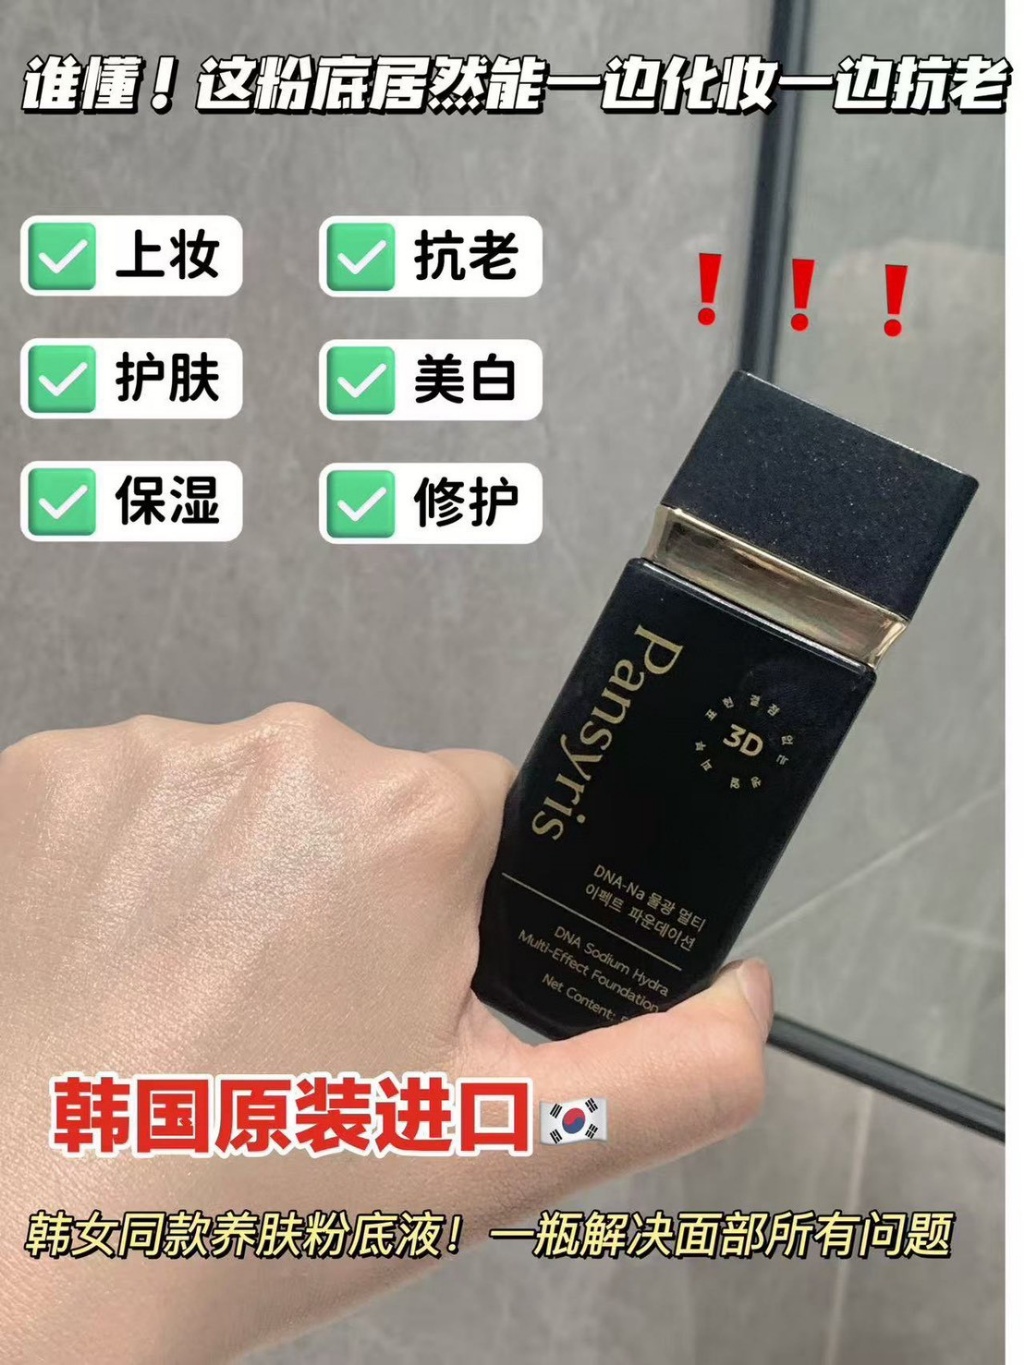 谁懂！这粉底居然能一边化妆一边抗老
上妆
抗老
护肤
美白
保湿
修护
Pansyris
3D
DNA-Na 물광 멀티
이펙트 파운데이션
DNA Sodium Hydra
Multi-Effect Foundation
Net Content:
韩国原装进口
韩女同款养肤粉底液！一瓶解决面部所有问题